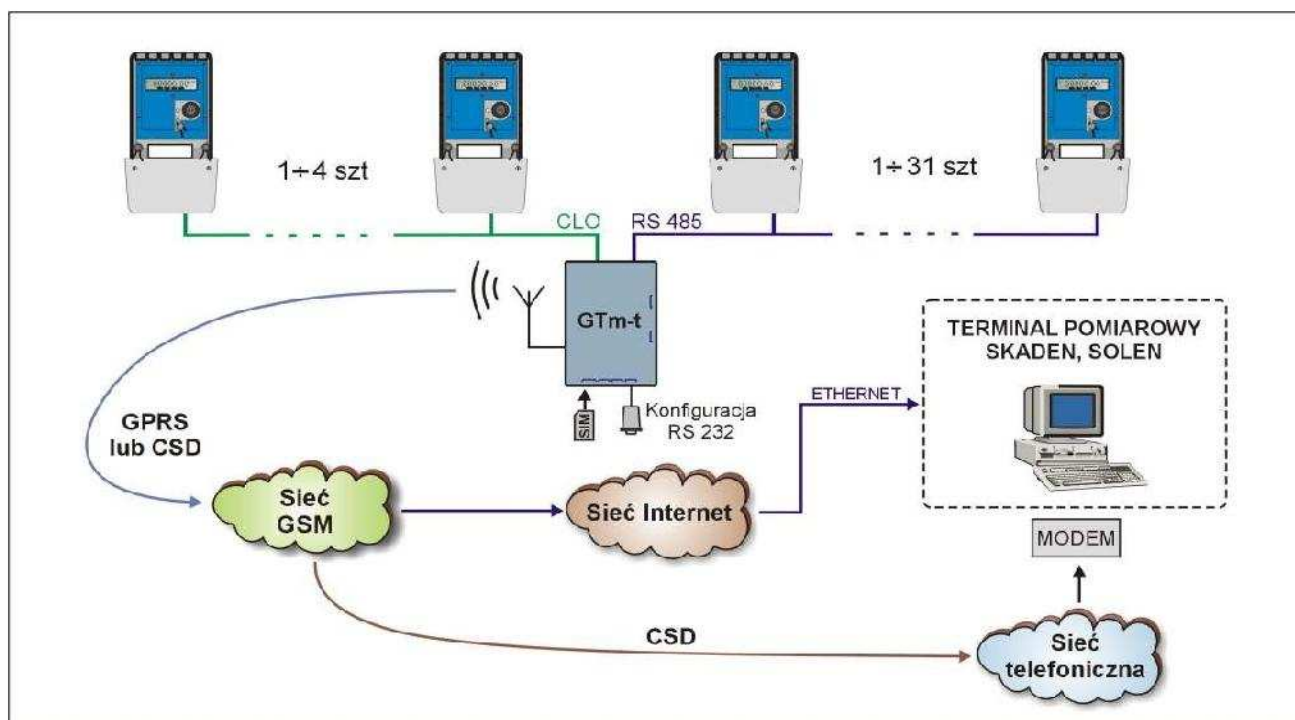 1÷4 szt
1÷31 szt
CLO
RS 485
GTm-t
SIM
Konfiguracja
RS 232
TERMINAL POMIAROWY
SKADEN, SOLEN
ETHERNET
GPRS
lub CSD
Sieć
GSM
Sieć Internet
MODEM
CSD
Sieć
telefoniczna